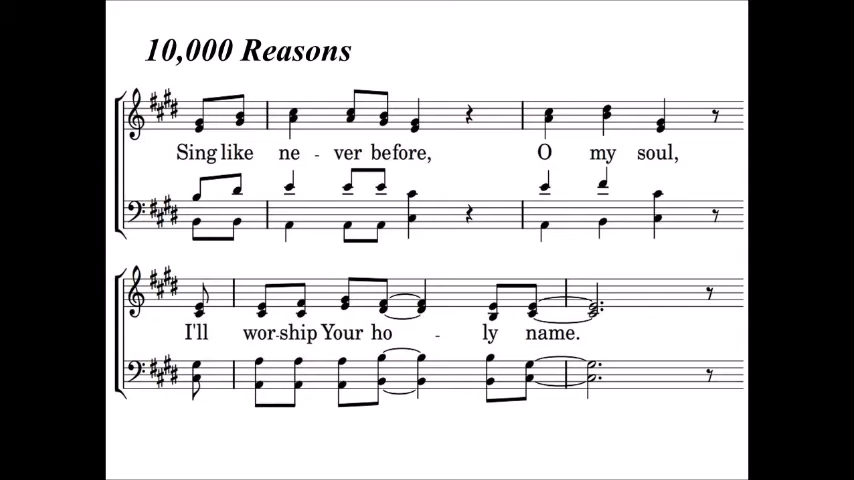 10,000 Reasons
Sing like ne - ver before, O my soul,
I'll wor-ship Your ho - ly name.